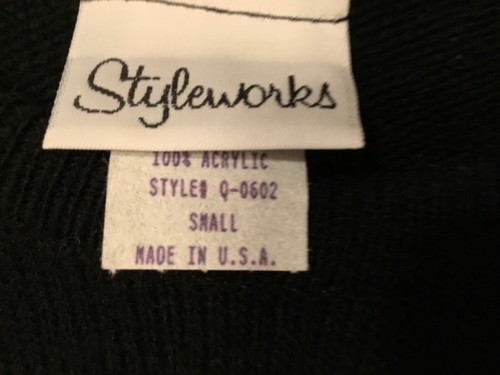 Styleworks
100% ACRYLIC
STYLE# Q-0602
SMALL
MADE IN U.S.A.